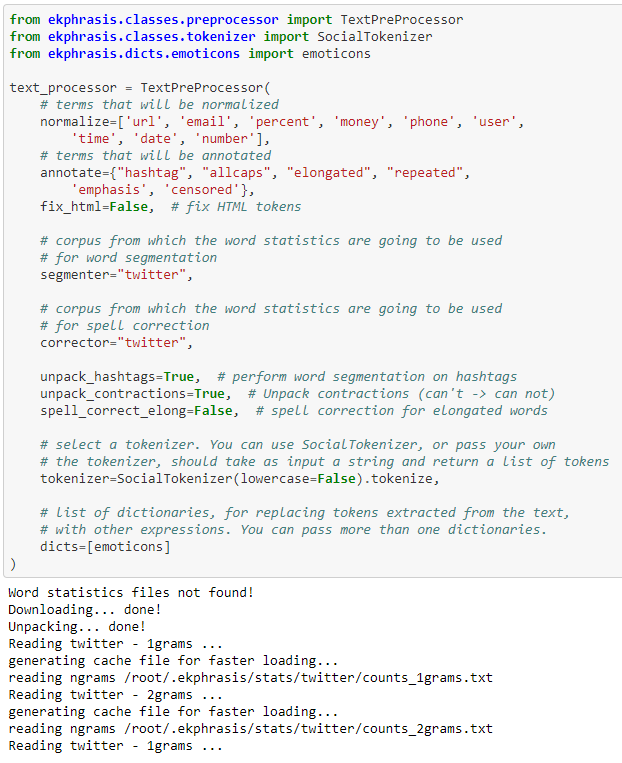 from ekphrasis.classes.preprocessor import TextPreProcessor
from ekphrasis.classes.tokenizer import SocialTokenizer
from ekphrasis.dicts.emoticons import emoticons

text_processor = TextPreProcessor(
    # terms that will be normalized
    normalize=['url', 'email', 'percent', 'money', 'phone', 'user',
        'time', 'date', 'number'],
    # terms that will be annotated
    annotate={"hashtag", "allcaps", "elongated", "repeated",
        'emphasis', 'censored'},
    fix_html=False,  # fix HTML tokens

    # corpus from which the word statistics are going to be used
    # for word segmentation
    segmenter="twitter",

    # corpus from which the word statistics are going to be used
    # for spell correction
    corrector="twitter",

    unpack_hashtags=True,  # perform word segmentation on hashtags
    unpack_contractions=True,  # Unpack contractions (can't -> can not)
    spell_correct_elong=False,  # spell correction for elongated words

    # select a tokenizer. You can use SocialTokenizer, or pass your own
    # the tokenizer, should take as input a string and return a list of tokens
    tokenizer=SocialTokenizer(lowercase=False).tokenize,

    # list of dictionaries, for replacing tokens extracted from the text,
    # with other expressions. You can pass more than one dictionaries.
    dicts=[emoticons]
)
Word statistics files not found!
Downloading... done!
Unpacking... done!
Reading twitter - 1grams ...
generating cache file for faster loading...
reading ngrams /root/.ekphrasis/stats/twitter/counts_1grams.txt
Reading twitter - 2grams ...
generating cache file for faster loading...
reading ngrams /root/.ekphrasis/stats/twitter/counts_2grams.txt
Reading twitter - 1grams ...